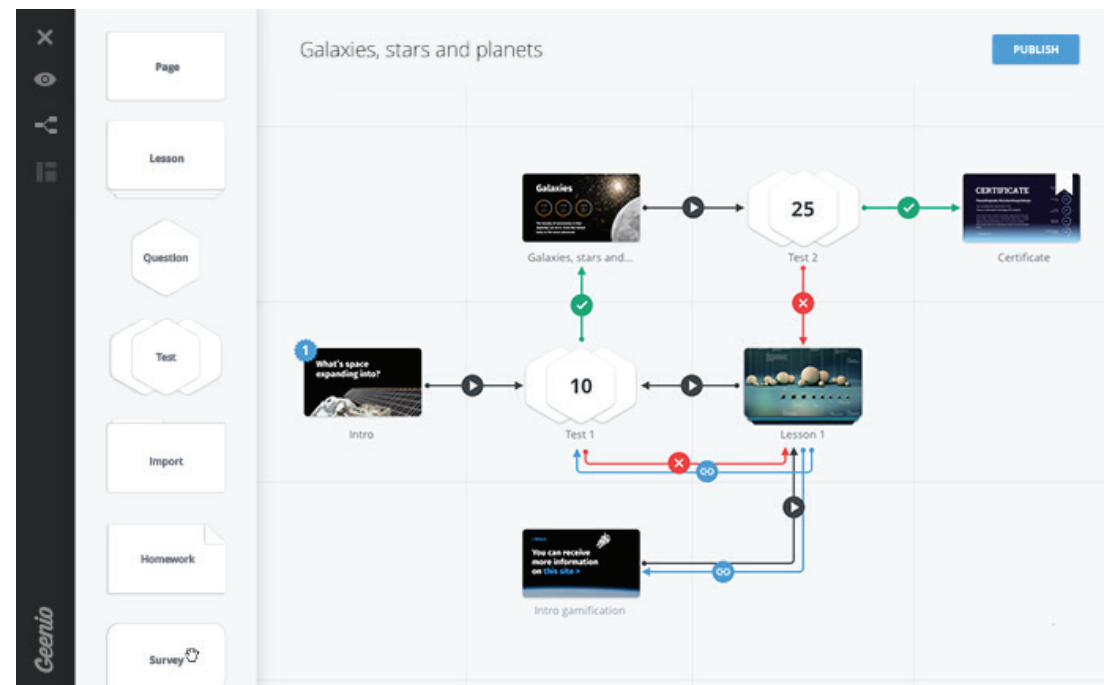 Galaxies, stars and planets
PUBLISH
Page
Lesson
Question
Test
Import
Homework
Survey
Geenio
Galaxies
Galaxies, stars and...
25
Test 2
CERTIFICATE
Certificate
1
What's space
expanding into?
Intro
10
Test 1
Lesson 1
You can receive
more information
on this site >
Intro gamification